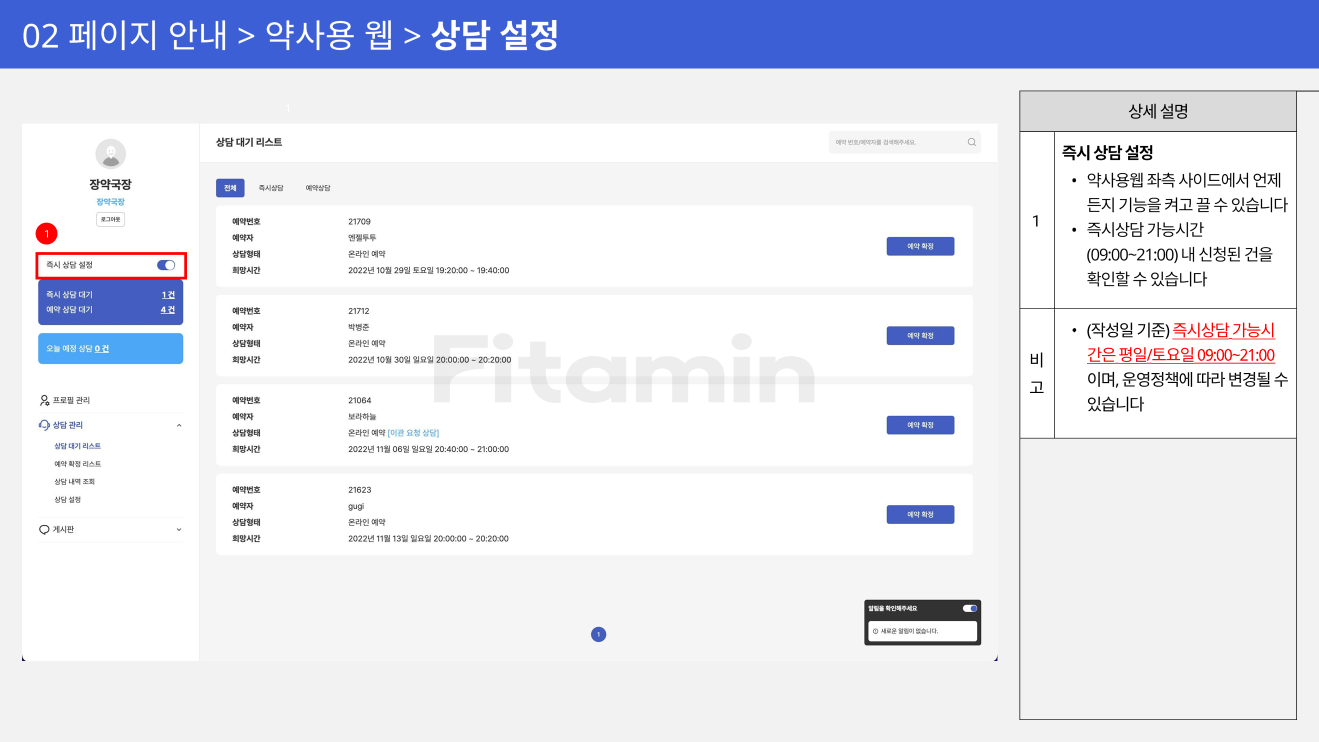 02 페이지 안내 > 약사용 웹 > 상담 설정
1
장약국장
장약국장
로그아웃
1
즉시 상담 설정
즉시 상담 대기 1 건
예약 상담 대기 4 건
오늘 예정 상담 0 건
프로필 관리
상담 관리
상담 대기 리스트
예약 확정 리스트
상담 내역 조회
상담 설정
게시판
상담 대기 리스트
예약 번호/예약자를 검색해주세요.
전체 즉시상담 예약상담
예약번호 21709
예약자 엔젤투투
상담형태 온라인 예약
희망시간 2022년 10월 29일 토요일 19:20:00 ~ 19:40:00
예약 확정
예약번호 21712
예약자 박병준
상담형태 온라인 예약
희망시간 2022년 10월 30일 일요일 20:00:00 ~ 20:20:00
예약 확정
Fitamin
예약번호 21064
예약자 보라하늘
상담형태 온라인 예약 [이관 요청 상담]
희망시간 2022년 11월 06일 일요일 20:40:00 ~ 21:00:00
예약 확정
예약번호 21623
예약자 gugi
상담형태 온라인 예약
희망시간 2022년 11월 13일 일요일 20:00:00 ~ 20:20:00
예약 확정
1
알림을 확인해주세요
새로운 알림이 없습니다.
상세 설명
1
즉시 상담 설정
• 약사용웹 좌측 사이드에서 언제
든지 기능을 켜고 끌 수 있습니다
• 즉시상담 가능시간
(09:00~21:00) 내 신청된 건을
확인할 수 있습니다
비
고
• (작성일 기준) 즉시상담 가능시
간은 평일/토요일 09:00~21:00
이며, 운영정책에 따라 변경될 수
있습니다